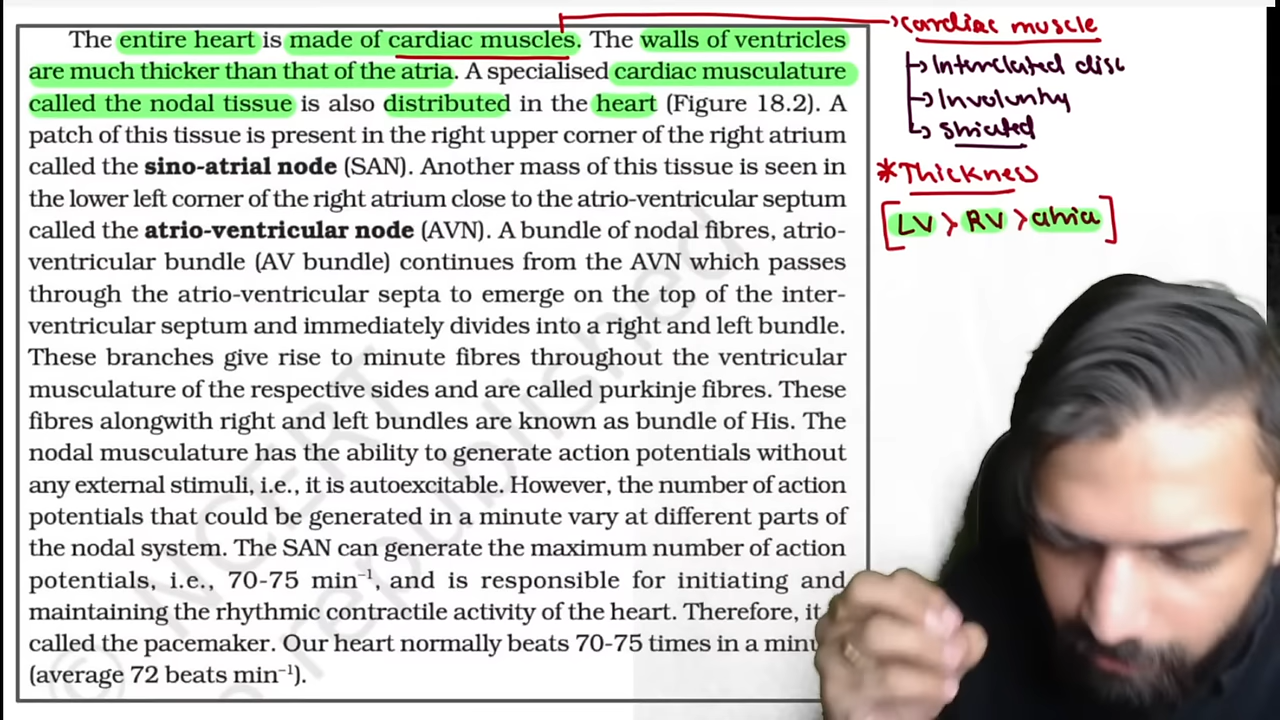 The entire heart is made of cardiac muscles. The walls of ventricles
are much thicker than that of the atria. A specialised cardiac musculature
called the nodal tissue is also distributed in the heart (Figure 18.2). A
patch of this tissue is present in the right upper corner of the right atrium
called the sino-atrial node (SAN). Another mass of this tissue is seen in
the lower left corner of the right atrium close to the atrio-ventricular septum
called the atrio-ventricular node (AVN). A bundle of nodal fibres, atrio-
ventricular bundle (AV bundle) continues from the AVN which passes
through the atrio-ventricular septa to emerge on the top of the inter-
ventricular septum and immediately divides into a right and left bundle.
These branches give rise to minute fibres throughout the ventricular
musculature of the respective sides and are called purkinje fibres. These
fibres alongwith right and left bundles are known as bundle of His. The
nodal musculature has the ability to generate action potentials without
any external stimuli, i.e., it is autoexcitable. However, the number of action
potentials that could be generated in a minute vary at different parts of
the nodal system. The SAN can generate the maximum number of action
potentials, i.e., 70-75 min⁻¹, and is responsible for initiating and
maintaining the rhythmic contractile activity of the heart. Therefore, it
called the pacemaker. Our heart normally beats 70-75 times in a minu
(average 72 beats min⁻¹).
cardiac muscle
disc
Striated
*Thickness
[LV > RV > atria]
© NCERT
republished